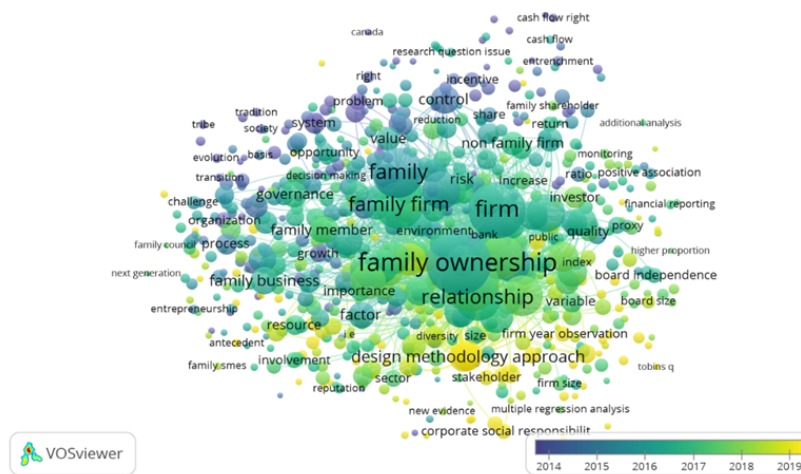 cash flow right
canada
cash flow
research question issue
entrenchment
right
incentive
problem
control
family shareholder
tradition
share
tribe
system
reduction
return
additional analysis
society
value
non family firm
evolution
basis
opportunity
monitoring
family
risk
increase
ratio
positive association
transition
decision making
governance
family firm
firm
investor
challenge
financial reporting
organization
family member
environment
bank
public
quality
proxy
family council
process
growth
family ownership
index
higher proportion
next generation
family business
board independence
importance
relationship
variable
board size
entrepreneurship
factor
resource
i.e
diversity
size
firm year observation
antecedent
design methodology approach
family smes
involvement
sector
stakeholder
firm size
tobins q
reputation
new evidence
multiple regression analysis
corporate social responsibilit
VOSviewer
2014
2015
2016
2017
2018
2019